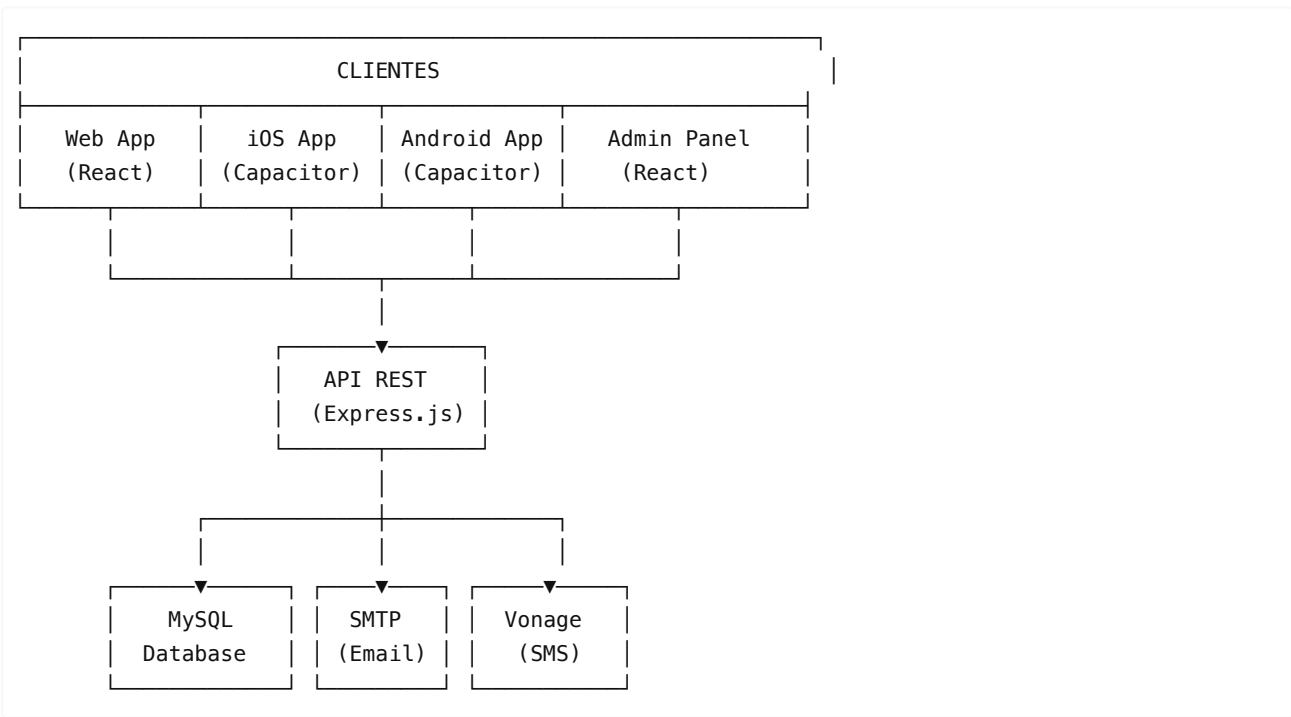 CLIENTES
Web App iOS App Android App Admin Panel
(React) (Capacitor) (Capacitor) (React)
API REST
(Express.js)
MySQL SMTP Vonage
Database (Email) (SMS)